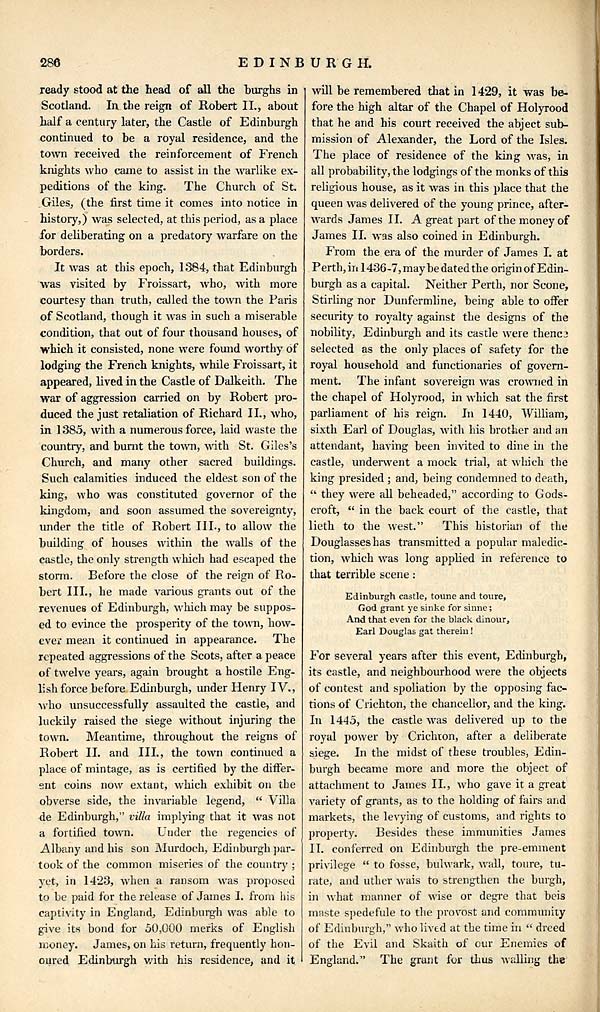 286
EDINBURGH.
ready stood at the head of all the burghs in
Scotland. In the reign of Robert II., about
half a century later, the Castle of Edinburgh
continued to be a royal residence, and the
town received the reinforcement of French
knights who came to assist in the warlike ex-
peditions of the king. The Church of St.
Giles, (the first time it comes into notice in
history,) was selected, at this period, as a place
for deliberating on a predatory warfare on the
borders.
It was at this epoch, 1384, that Edinburgh
was visited by Froissart, who, with more
courtesy than truth, called the town the Paris
of Scotland, though it was in such a miserable
condition, that out of four thousand houses, of
which it consisted, none were found worthy of
lodging the French knights, while Froissart, it
appeared, lived in the Castle of Dalkeith. The
war of aggression carried on by Robert pro-
duced the just retaliation of Richard II., who,
in 1385, with a numerous force, laid waste the
country, and burnt the town, with St. Giles's
Church, and many other sacred buildings.
Such calamities induced the eldest son of the
king, who was constituted governor of the
kingdom, and soon assumed the sovereignty,
under the title of Robert III., to allow the
building of houses within the walls of the
castle, the only strength which had escaped the
storm. Before the close of the reign of Ro-
bert III., he made various grants out of the
revenues of Edinburgh, which may be suppos-
ed to evince the prosperity of the town, how-
ever mean it continued in appearance. The
repeated aggressions of the Scots, after a peace
of twelve years, again brought a hostile Eng-
lish force before Edinburgh, under Henry IV.,
who unsuccessfully assaulted the castle, and
luckily raised the siege without injuring the
town. Meantime, throughout the reigns of
Robert II. and III., the town continued a
place of mintage, as is certified by the differ-
ent coins now extant, which exhibit on the
obverse side, the invariable legend, “ Villa
de Edinburgh,” villa implying that it was not
a fortified town. Under the regencies of
Albany and his son Murdoch, Edinburgh par-
took of the common miseries of the country ;
yet, in 1423, when a ransom was proposed
to be paid for the release of James I. from his
captivity in England, Edinburgh was able to
give its bond for 50,000 merks of English
money. James, on his return, frequently hon-
oured Edinburgh with his residence, and it
will be remembered that in 1429, it was be-
fore the high altar of the Chapel of Holyrood
that he and his court received the abject sub-
mission of Alexander, the Lord of the Isles.
The place of residence of the king was, in
all probability, the lodgings of the monks of this
religious house, as it was in this place that the
queen was delivered of the young prince, after-
wards James II. A great part of the money of
James II. was also coined in Edinburgh.
From the era of the murder of James I. at
Perth, in 1436-7, may be dated the origin of Edin-
burgh as a capital. Neither Perth, nor Scone,
Stirling nor Dunfermline, being able to offer
security to royalty against the designs of the
nobility, Edinburgh and its castle were thence
selected as the only places of safety for the
royal household and functionaries of govern-
ment. The infant sovereign was crowned in
the chapel of Holyrood, in which sat the first
parliament of his reign. In 1440, William,
sixth Earl of Douglas, with his brother and an
attendant, having been invited to dine in the
castle, underwent a mock trial, at which the
king presided ; and, being condemned to death,
“ they were all beheaded,” according to Gods-
croft, “ in the back court of the castle, that
lieth to the west.” This historian of the
Douglasses has transmitted a popular maledic-
tion, which was long applied in reference to
that terrible scene :
Edinburgh castle, toune and toure,
God grant ye sinke for sinne ;
And that even for the black dinour,
Earl Douglas gat therein !
For several years after this event, Edinburgh,
its castle, and neighbourhood were the objects
of contest and spoliation by the opposing fac-
tions of Crichton, the chancellor, and the king.
In 1445, the castle was delivered up to the
royal power by Crichton, after a deliberate
siege. In the midst of these troubles, Edin-
burgh became more and more the object of
attachment to James II., who gave it a great
variety of grants, as to the holding of fairs and
markets, the levying of customs, and rights to
property. Besides these immunities James
II. conferred on Edinburgh the pre-eminent
privilege “ to fosse, bulwark, wall, toure, tu-
rate, and uther wais to strengthen the burgh,
in what manner of wise or degre that beis
maste spedefule to the provost and community
of Edinburgh,” who lived at the time in “ dreed
of the Evil and Skaith of our Enemies of
England.” The grant for thus walling the